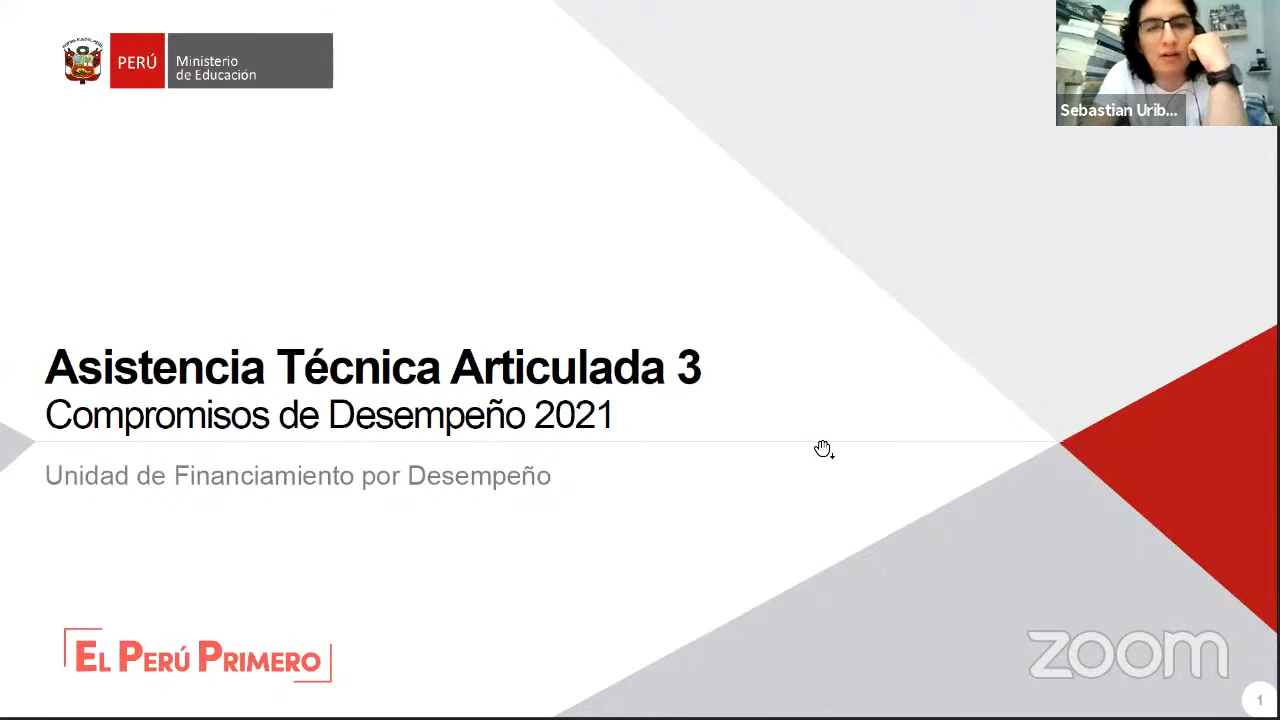 PERÚ
Ministerio
de Educación
Sebastian Urib...
Asistencia Técnica Articulada 3
Compromisos de Desempeño 2021
Unidad de Financiamiento por Desempeño
EL PERÚ PRIMERO
zoom
1